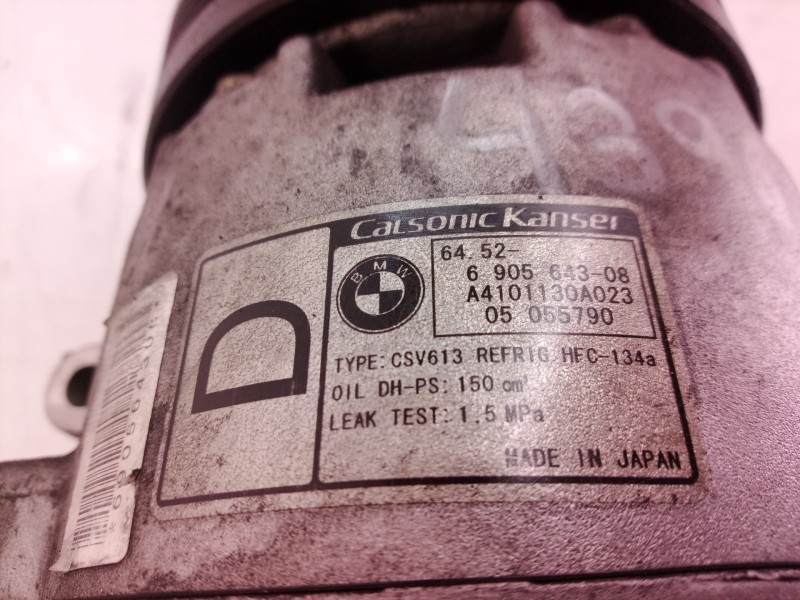 439
Calsonic Kansei
D
BMW
64.52-
6 905 643-08
A4101130A023
05 055790
TYPE: CSV613 REFRIG HFC-134a
OIL DH-PS: 150 cm³
LEAK TEST: 1.5 MPa
MADE IN JAPAN